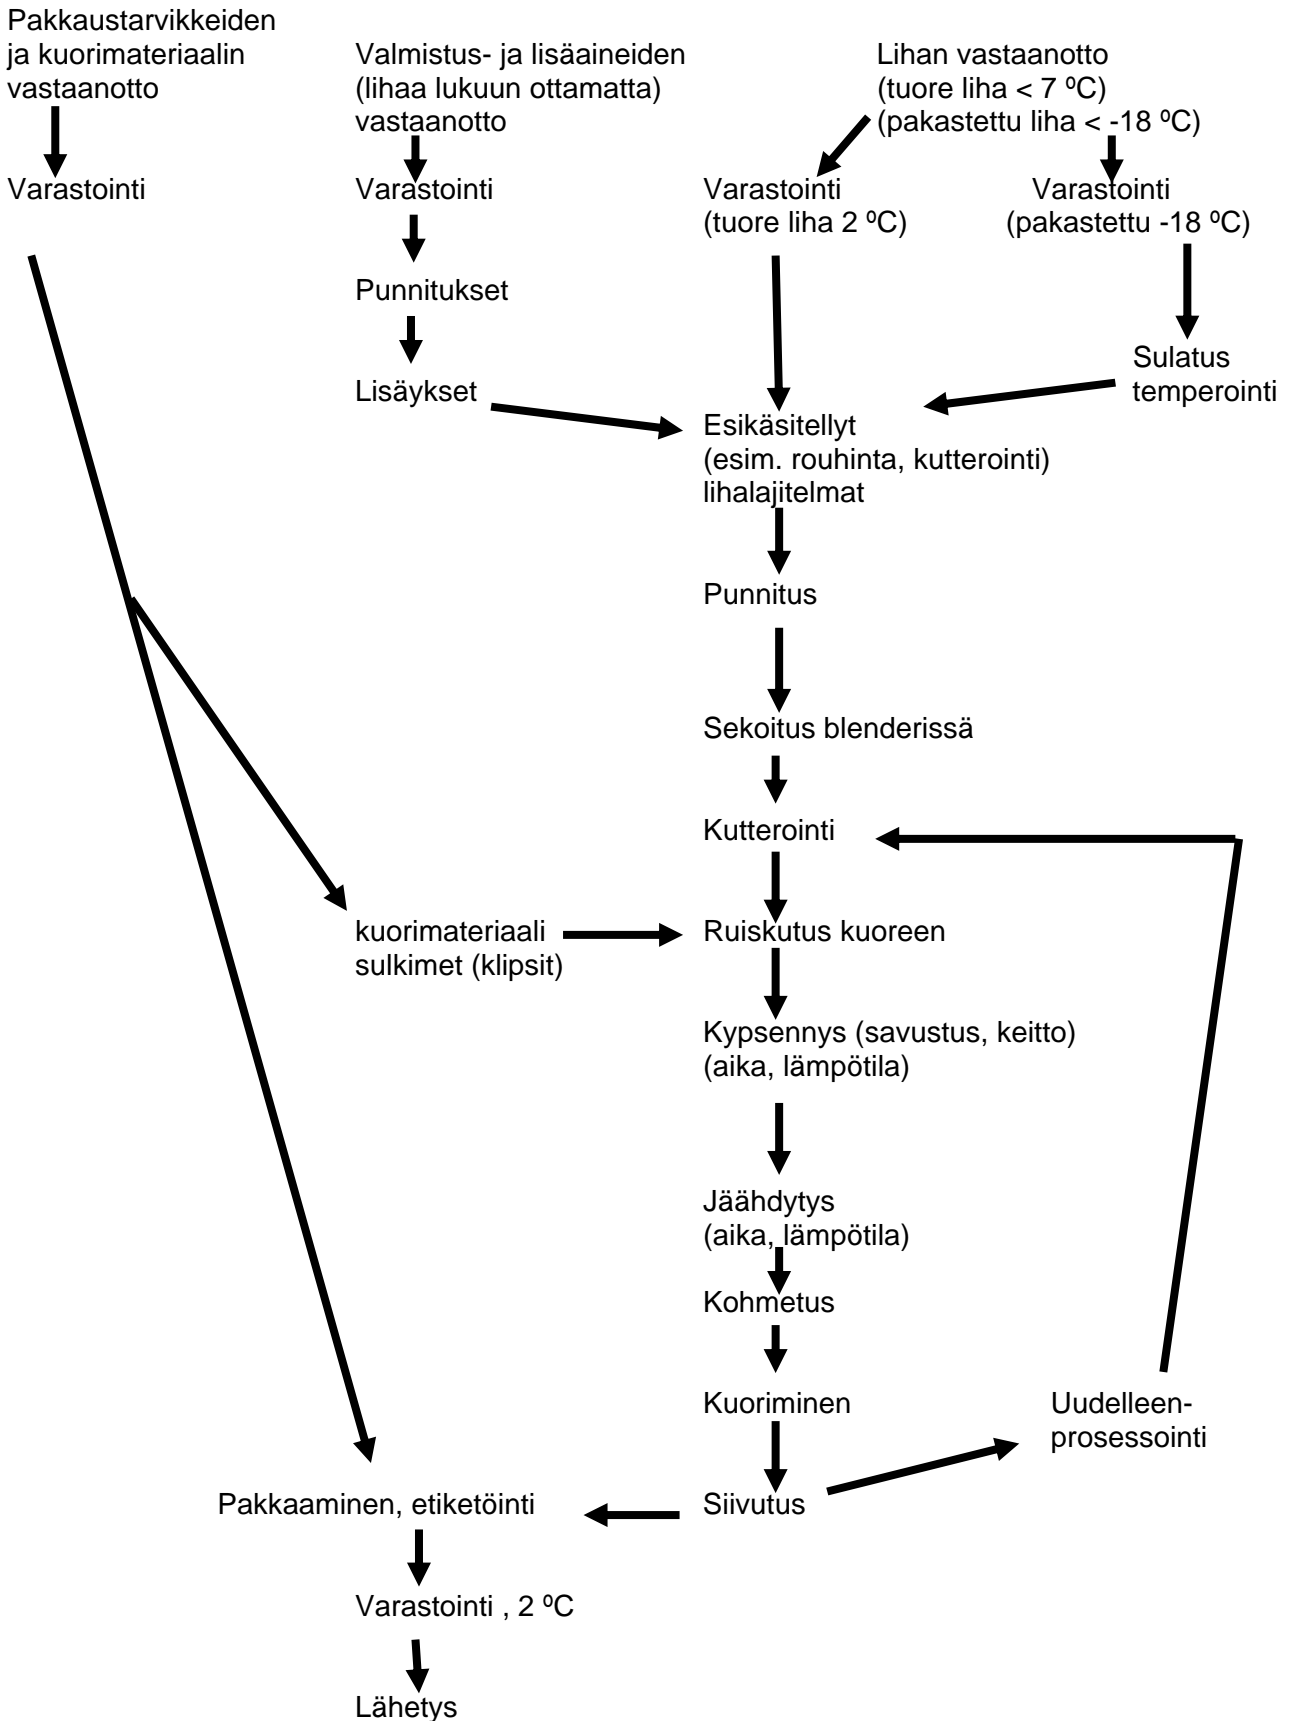 Pakkaustarvikkeiden
ja kuorimateriaalin
vastaanotto
Valmistus- ja lisäaineiden
(lihaa lukuun ottamatta)
vastaanotto
Lihan vastaanotto
(tuore liha < 7 ºC)
(pakastettu liha < -18 ºC)
Varastointi
Varastointi
Varastointi
(tuore liha 2 ºC)
Varastointi
(pakastettu -18 ºC)
Punnitukset
Sulatus
temperointi
Lisäykset
Esikäsitellyt
(esim. rouhinta, kutterointi)
lihalajitelmat
Punnitus
Sekoitus blenderissä
Kutterointi
kuorimateriaali
sulkimet (klipsit)
Ruiskutus kuoreen
Kypsennys (savustus, keitto)
(aika, lämpötila)
Jäähdytys
(aika, lämpötila)
Kohmetus
Kuoriminen
Uudelleen-
prosessointi
Pakkaaminen, etiketöinti
Siivutus
Varastointi , 2 ºC
Lähetys